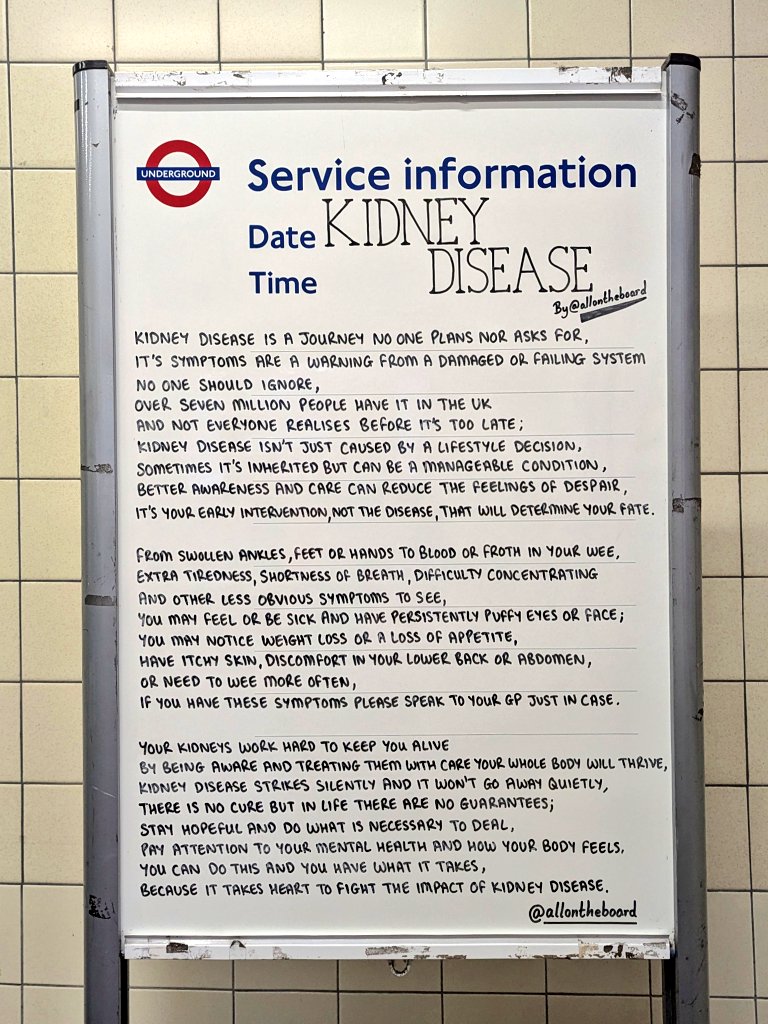 UNDERGROUND
Service information
Date KIDNEY
Time DISEASE
By @allontheboard
KIDNEY DISEASE IS A JOURNEY NO ONE PLANS NOR ASKS FOR,
IT'S SYMPTOMS ARE A WARNING FROM A DAMAGED OR FAILING SYSTEM
NO ONE SHOULD IGNORE,
OVER SEVEN MILLION PEOPLE HAVE IT IN THE UK
AND NOT EVERYONE REALISES BEFORE IT'S TOO LATE;
KIDNEY DISEASE ISN'T JUST CAUSED BY A LIFESTYLE DECISION,
SOMETIMES IT'S INHERITED BUT CAN BE A MANAGEABLE CONDITION,
BETTER AWARENESS AND CARE CAN REDUCE THE FEELINGS OF DESPAIR,
IT'S YOUR EARLY INTERVENTION, NOT THE DISEASE, THAT WILL DETERMINE YOUR FATE.
FROM SWOLLEN ANKLES, FEET OR HANDS TO BLOOD OR FROTH IN YOUR WEE,
EXTRA TIREDNESS, SHORTNESS OF BREATH, DIFFICULTY CONCENTRATING
AND OTHER LESS OBVIOUS SYMPTOMS TO SEE,
YOU MAY FEEL OR BE SICK AND HAVE PERSISTENTLY PUFFY EYES OR FACE;
YOU MAY NOTICE WEIGHT LOSS OR A LOSS OF APPETITE,
HAVE ITCHY SKIN, DISCOMFORT IN YOUR LOWER BACK OR ABDOMEN,
OR NEED TO WEE MORE OFTEN,
IF YOU HAVE THESE SYMPTOMS PLEASE SPEAK TO YOUR GP JUST IN CASE.
YOUR KIDNEYS WORK HARD TO KEEP YOU ALIVE
BY BEING AWARE AND TREATING THEM WITH CARE YOUR WHOLE BODY WILL THRIVE,
KIDNEY DISEASE STRIKES SILENTLY AND IT WON'T GO AWAY QUIETLY,
THERE IS NO CURE BUT IN LIFE THERE ARE NO GUARANTEES;
STAY HOPEFUL AND DO WHAT IS NECESSARY TO DEAL,
PAY ATTENTION TO YOUR MENTAL HEALTH AND HOW YOUR BODY FEELS,
YOU CAN DO THIS AND YOU HAVE WHAT IT TAKES,
BECAUSE IT TAKES HEART TO FIGHT THE IMPACT OF KIDNEY DISEASE.
@allontheboard